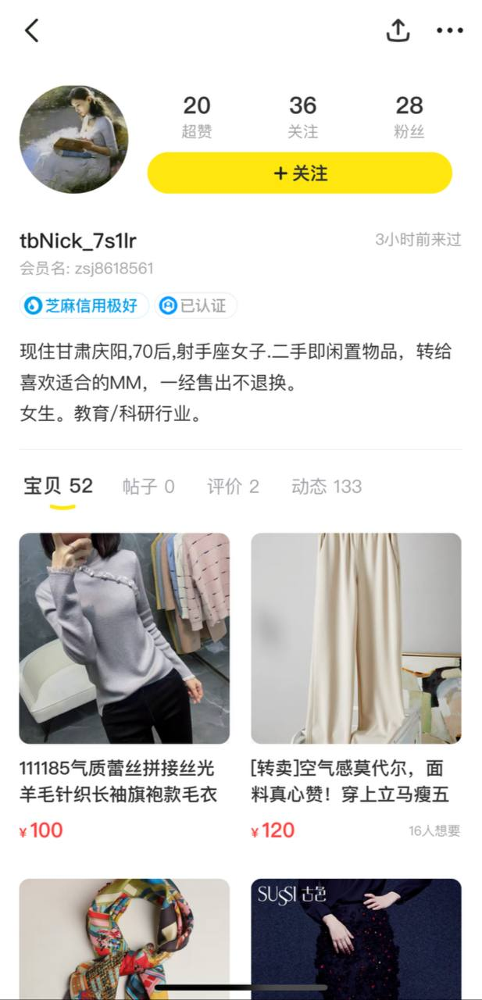 20
36
28
超赞
关注
粉丝
+ 关注
tbNick_7s1lr
3小时前来过
会员名: zsj8618561
芝麻信用极好
已认证
现住甘肃庆阳,70后,射手座女子.二手即闲置物品，转给
喜欢适合的MM，一经售出不退换。
女生。教育/科研行业。
宝贝 52
帖子 0
评价 2
动态 133
111185气质蕾丝拼接丝光
羊毛针织长袖旗袍款毛衣
¥100
[转卖]空气感莫代尔，面
料真心赞！穿上立马瘦五
¥120
16人想要
SUSSI 古色